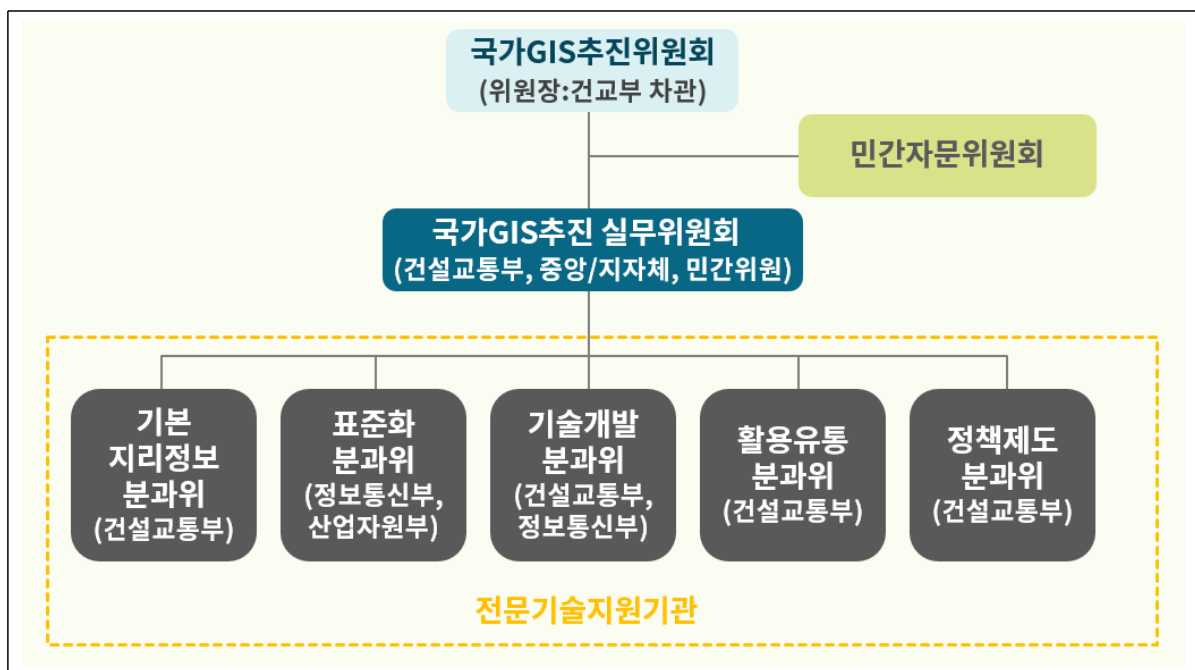 국가GIS추진위원회
(위원장:건교부 차관)
민간자문위원회
국가GIS추진 실무위원회
(건설교통부, 중앙/지자체, 민간위원)
기본
지리정보
분과위
(건설교통부)
표준화
분과위
(정보통신부,
산업자원부)
기술개발
분과위
(건설교통부,
정보통신부)
활용유통
분과위
(건설교통부)
정책제도
분과위
(건설교통부)
전문기술지원기관